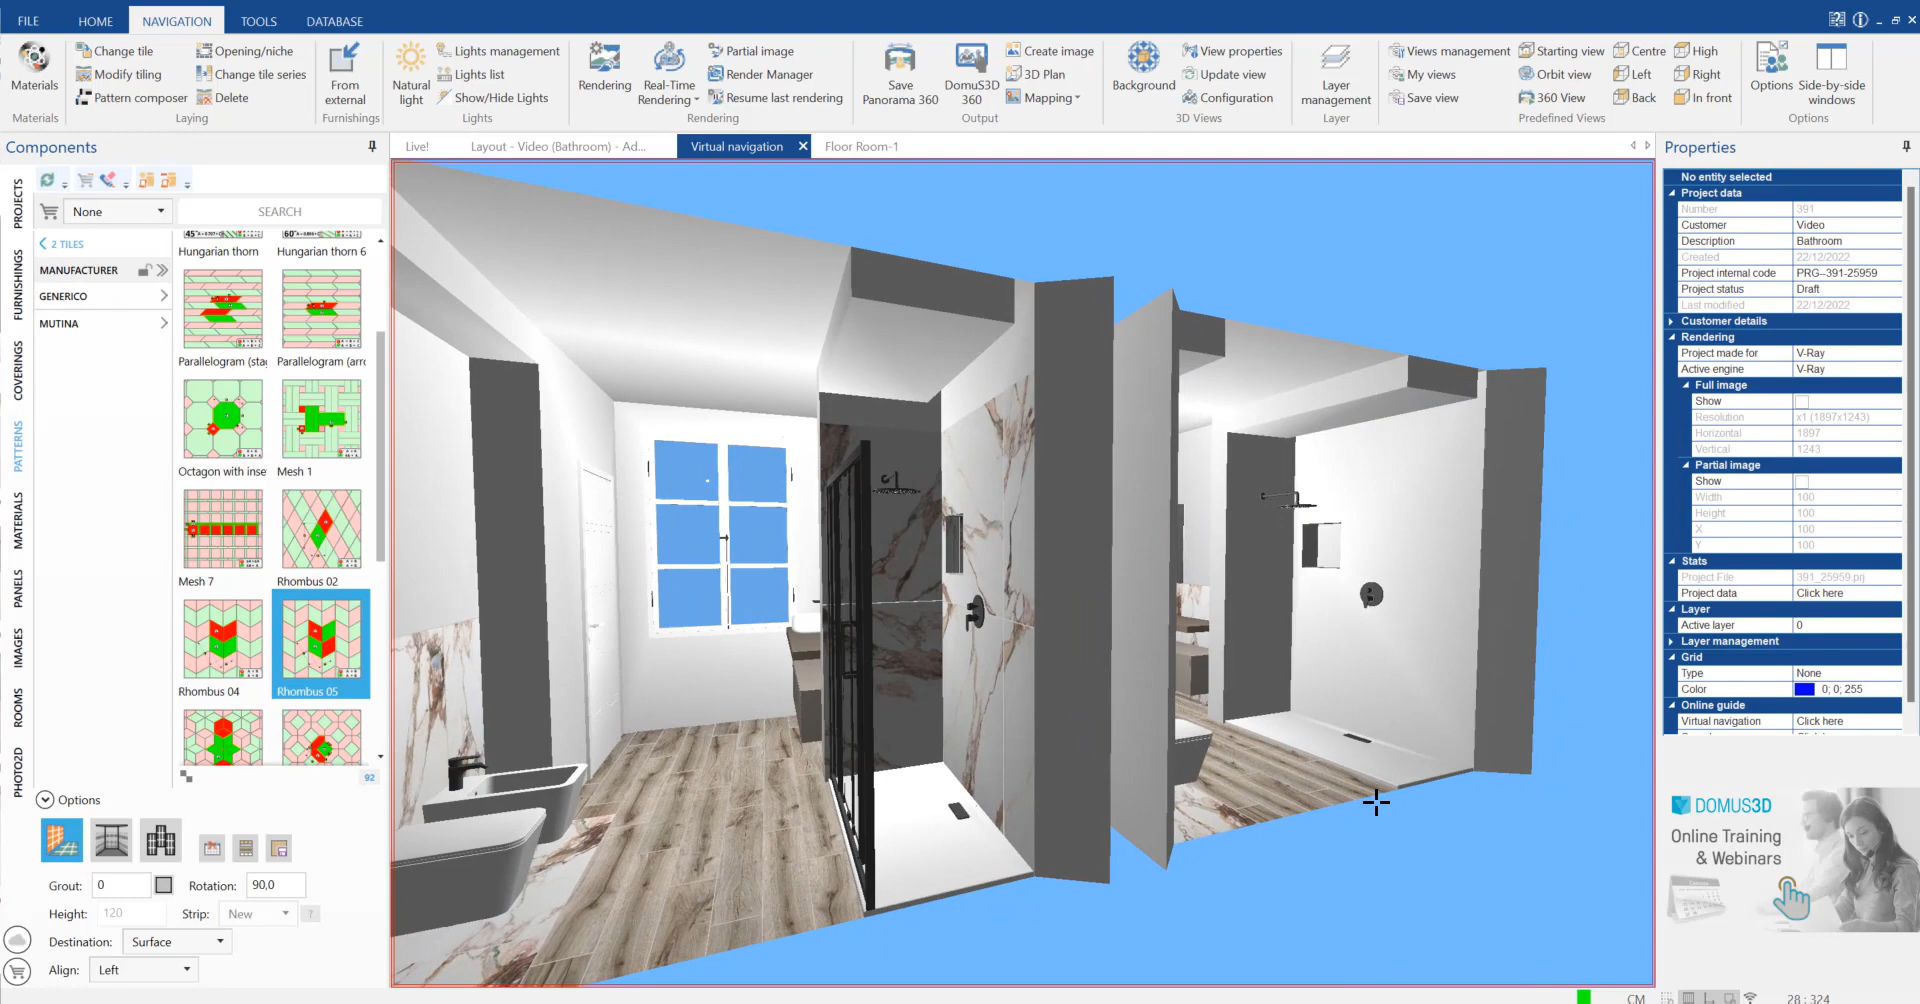 FILE HOME NAVIGATION TOOLS DATABASE
Materials
Change tile
Modify tiling
Pattern composer
Opening/niche
Change tile series
Delete
From external
Natural light
Lights management
Lights list
Show/Hide Lights
Rendering
Real-Time Rendering
Partial image
Render Manager
Resume last rendering
Save Panorama 360
DomuS3D 360
Create image
3D Plan
Mapping
Background
View properties
Update view
Configuration
Layer management
Views management
My views
Save view
Starting view
Orbit view
360 View
Centre
Left
Back
High
Right
In front
Options
Side-by-side windows
Materials Laying Furnishings Lights Rendering Output 3D Views Layer Predefined Views Options
Components
Live! Layout - Video (Bathroom) - Ad... Virtual navigation Floor Room-1
Properties
PROJECTS
FURNISHINGS
COVERINGS
PATTERNS
MATERIALS
PANELS
IMAGES
ROOMS
PHOTO2D
None
SEARCH
2 TILES
MANUFACTURER
GENERICO
MUTINA
Hungarian thorn Hungarian thorn 6
Parallelogram (sta Parallelogram (arro
Octagon with inse Mesh 1
Mesh 7 Rhombus 02
Rhombus 04 Rhombus 05
92
Options
Grout: 0 Rotation: 90,0
Height: 120 Strip: New ?
Destination: Surface
Align: Left
No entity selected
Project data
Number 391
Customer Video
Description Bathroom
Created 22/12/2022
Project internal code PRG--391-25959
Project status Draft
Last modified 22/12/2022
Customer details
Rendering
Project made for V-Ray
Active engine V-Ray
Full image
Show
Resolution x1 (1897x1243)
Horizontal 1897
Vertical 1243
Partial image
Show
Width 100
Height 100
X 100
Y 100
Stats
Project File 391_25959.prj
Project data Click here
Layer
Active layer 0
Layer management
Grid
Type None
Color 0; 0; 255
Online guide
Virtual navigation Click here
DOMUS3D
Online Training
& Webinars
CM 28 : 324